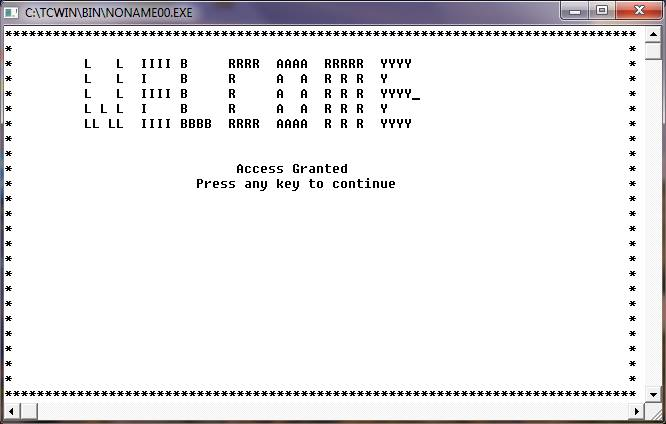 C:\TCWIN\BIN\NONAME00.EXE
********************************************************************************
L   L  IIII B     RRRR  AAAA  RRRRR  YYYY
L   L  I    B     R     A  A  R R R  Y
L   L  IIII B     R     A  A  R R R  YYYY_
L L L  I    B     R     A  A  R R R  Y
LL LL  IIII BBBB  RRRR  AAAA  R R R  YYYY
Access Granted
Press any key to continue
********************************************************************************